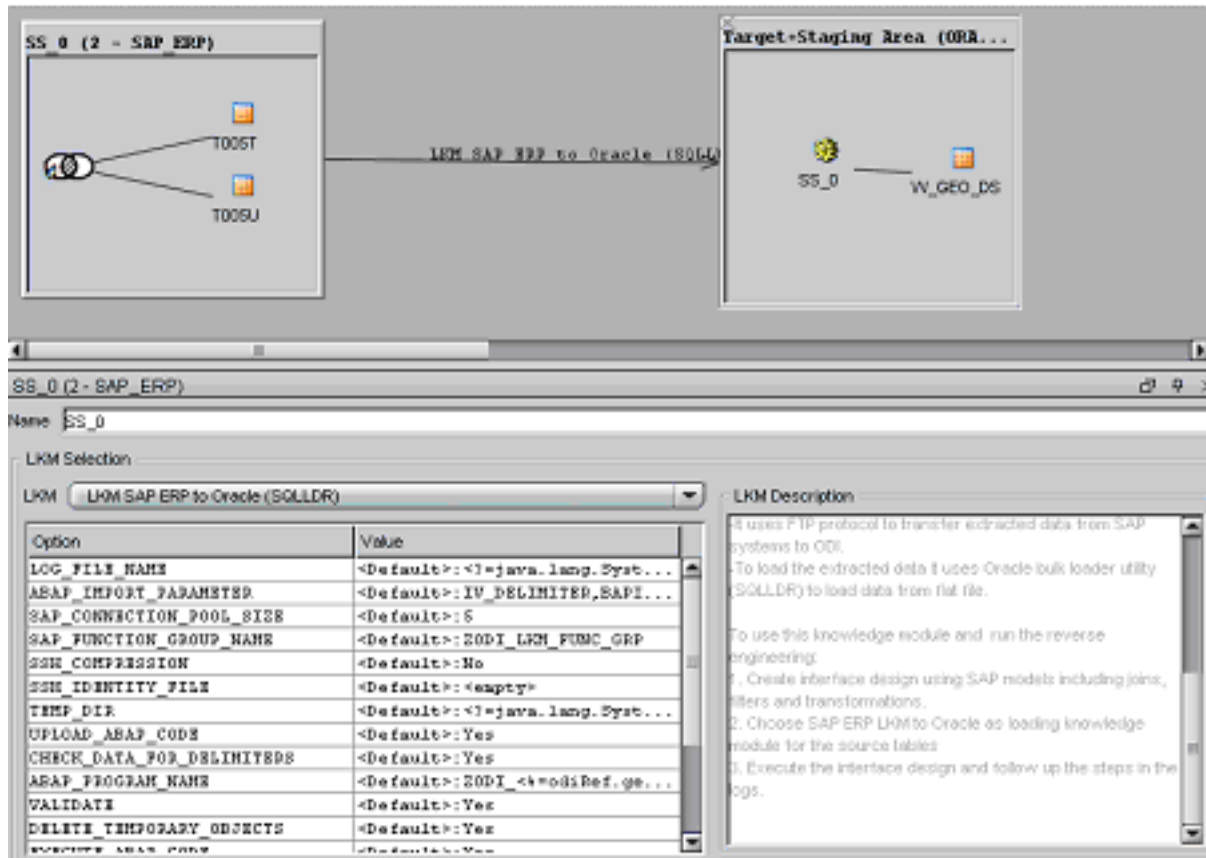 SS_0 (2 - SAP_ERP)
Target+Staging Area (ORA...
T005T
T005U
LKM SAP ERP to Oracle (SQLL
SS_0
W_GEO_DS
SS_0 (2 - SAP_ERP)
Name SS_0
LKM Selection
LKM LKM SAP ERP to Oracle (SQLLDR)
Option Value
LOG_FILE_NAME <Default>:<?=java.lang.Syst...
ABAP_IMPORT_PARAMETER <Default>:IV_DELIMITER,BAPI...
SAP_CONNECTION_POOL_SIZE <Default>:5
SAP_FUNCTION_GROUP_NAME <Default>:ZODI_LKM_FUNC_GRP
SSH_COMPRESSION <Default>:No
SSH_IDENTITY_FILE <Default>:<empty>
TEMP_DIR <Default>:<?=java.lang.Syst...
UPLOAD_ABAP_CODE <Default>:Yes
CHECK_DATA_FOR_DELIMITERS <Default>:Yes
ABAP_PROGRAM_NAME <Default>:ZODI_<%=odiRef.ge...
VALIDATE <Default>:Yes
DELETE_TEMPORARY_OBJECTS <Default>:Yes
EXECUTE_ABAP_CODE <Default>:Yes
LKM Description
-It uses FTP protocol to transfer extracted data from SAP
systems to ODI.
-To load the extracted data it uses Oracle bulk loader utility
(SQLLDR) to load data from flat file.
To use this knowledge module and run the reverse
engineering:
1. Create interface design using SAP models including joins,
filters and transformations.
2. Choose SAP ERP LKM to Oracle as loading knowledge
module for the source tables
3. Execute the interface design and follow up the steps in the
logs.